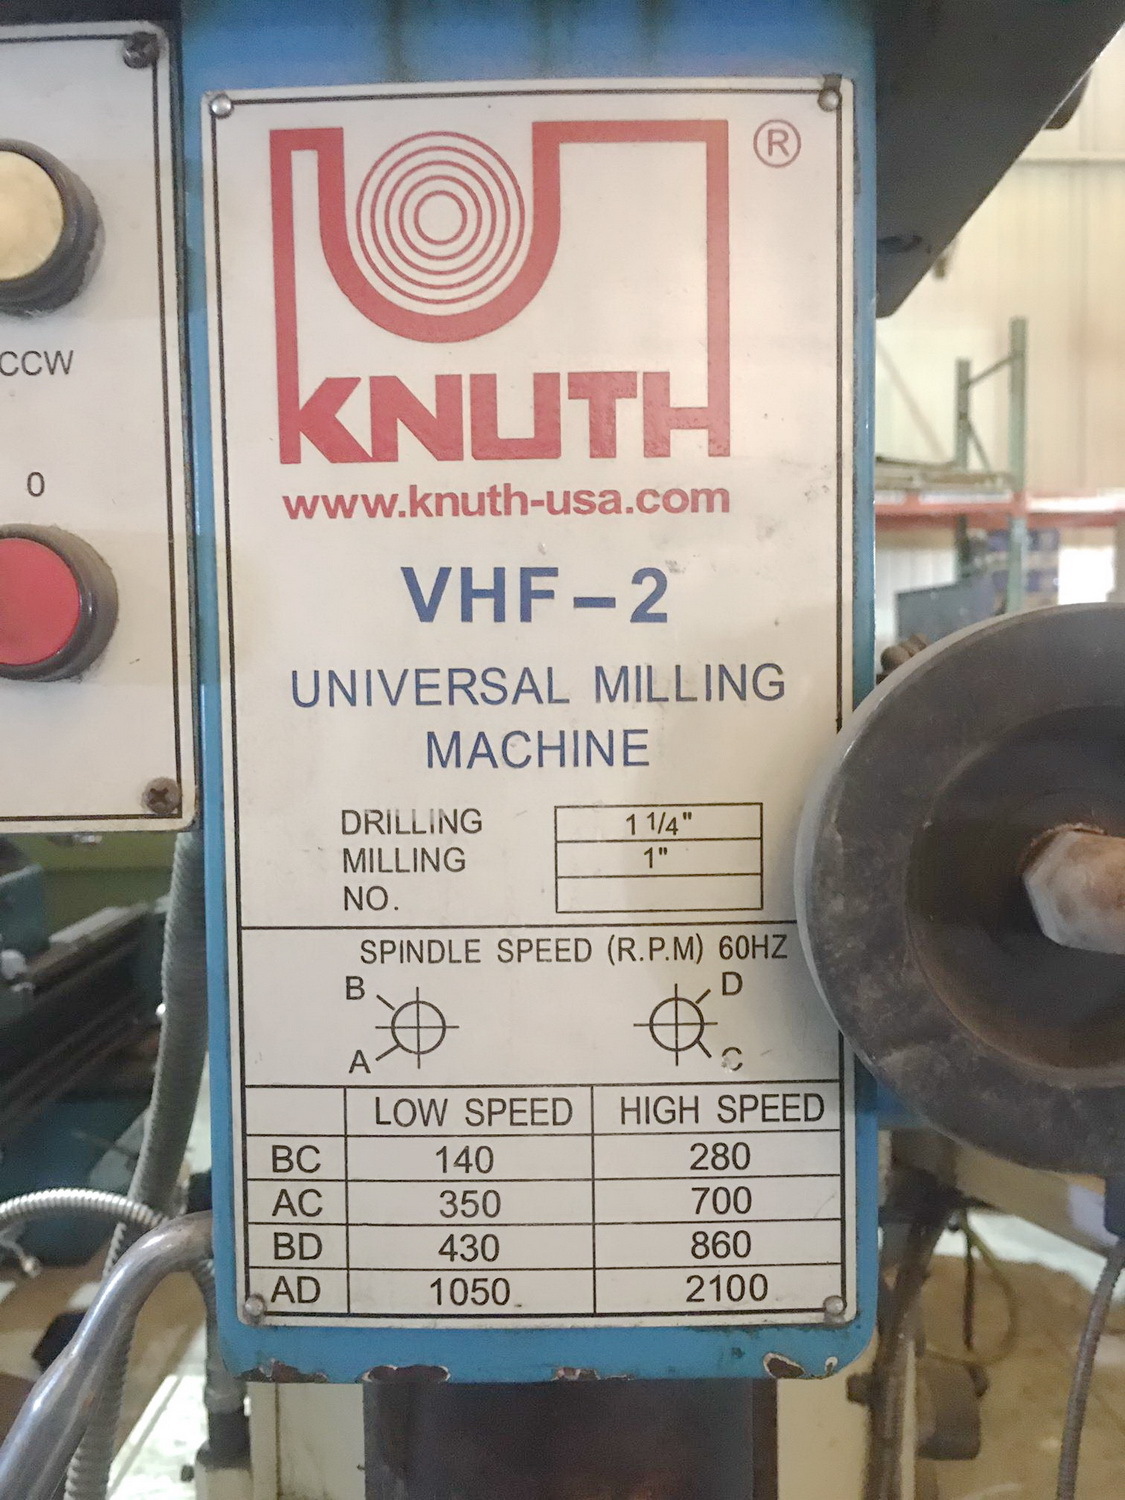 CCW
0
®
KNUTH
www.knuth-usa.com
VHF-2
UNIVERSAL MILLING
MACHINE
DRILLING 1 1/4"
MILLING 1"
NO.
SPINDLE SPEED (R.P.M) 60HZ
B D
A C
LOW SPEED HIGH SPEED
BC 140 280
AC 350 700
BD 430 860
AD 1050 2100